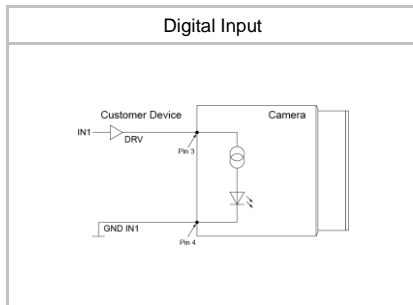 Digital Input
Customer Device
Camera
IN1
DRV
Pin 3
GND IN1
Pin 4